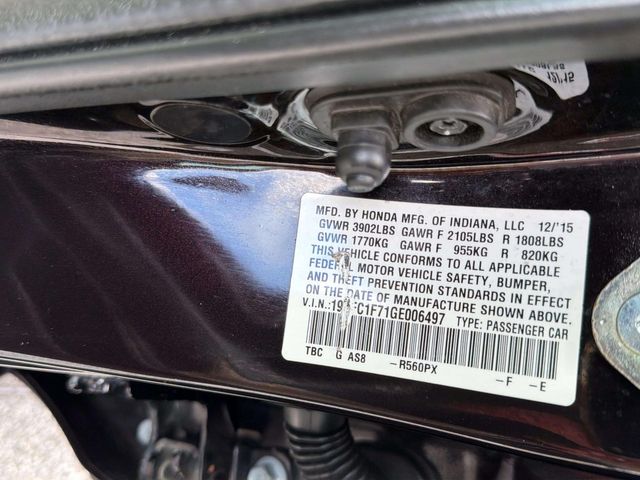 12/'15
MFD. BY HONDA MFG. OF INDIANA, LLC 12/'15
GVWR 3902LBS GAWR F 2105LBS R 1808LBS
GVWR 1770KG GAWR F 955KG R 820KG
THIS VEHICLE CONFORMS TO ALL APPLICABLE
FEDERAL MOTOR VEHICLE SAFETY, BUMPER,
AND THEFT PREVENTION STANDARDS IN EFFECT
ON THE DATE OF MANUFACTURE SHOWN ABOVE.
V.I.N.: TYPE: PASSENGER CAR
TBC G AS8 -R560PX -F -E